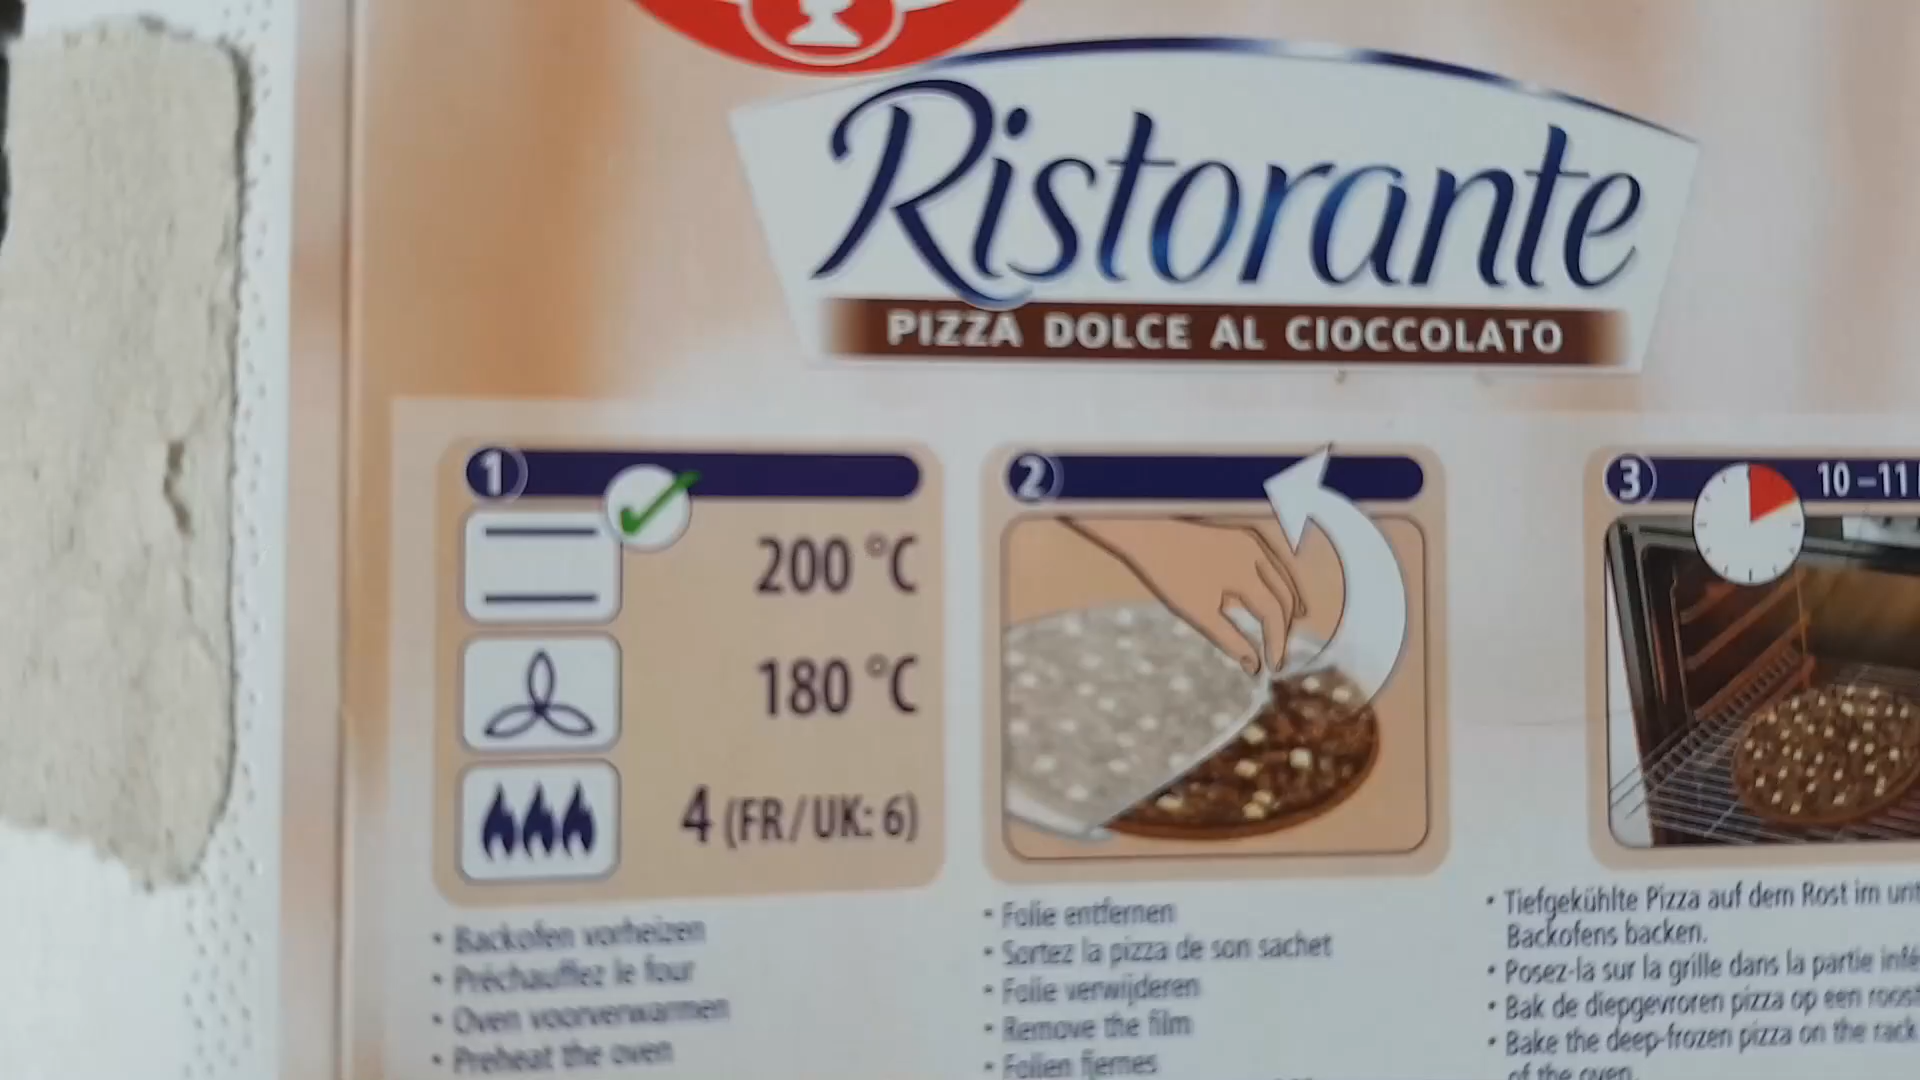 Ristorante
PIZZA DOLCE AL CIOCCOLATO
1
200 °C
180 °C
4 (FR/UK: 6)
• Backofen vorheizen
• Préchauffez le four
• Oven voorverwarmen
• Preheat the oven
2
• Folie entfernen
• Sortez la pizza de son sachet
• Folie verwijderen
• Remove the film
• Folien fjernes
3
10–11
• Tiefgekühlte Pizza auf dem Rost im unt
Backofens backen.
• Posez-la sur la grille dans la partie infé
• Bak de diepgevroren pizza op een roost
• Bake the deep-frozen pizza on the rack
of the oven.